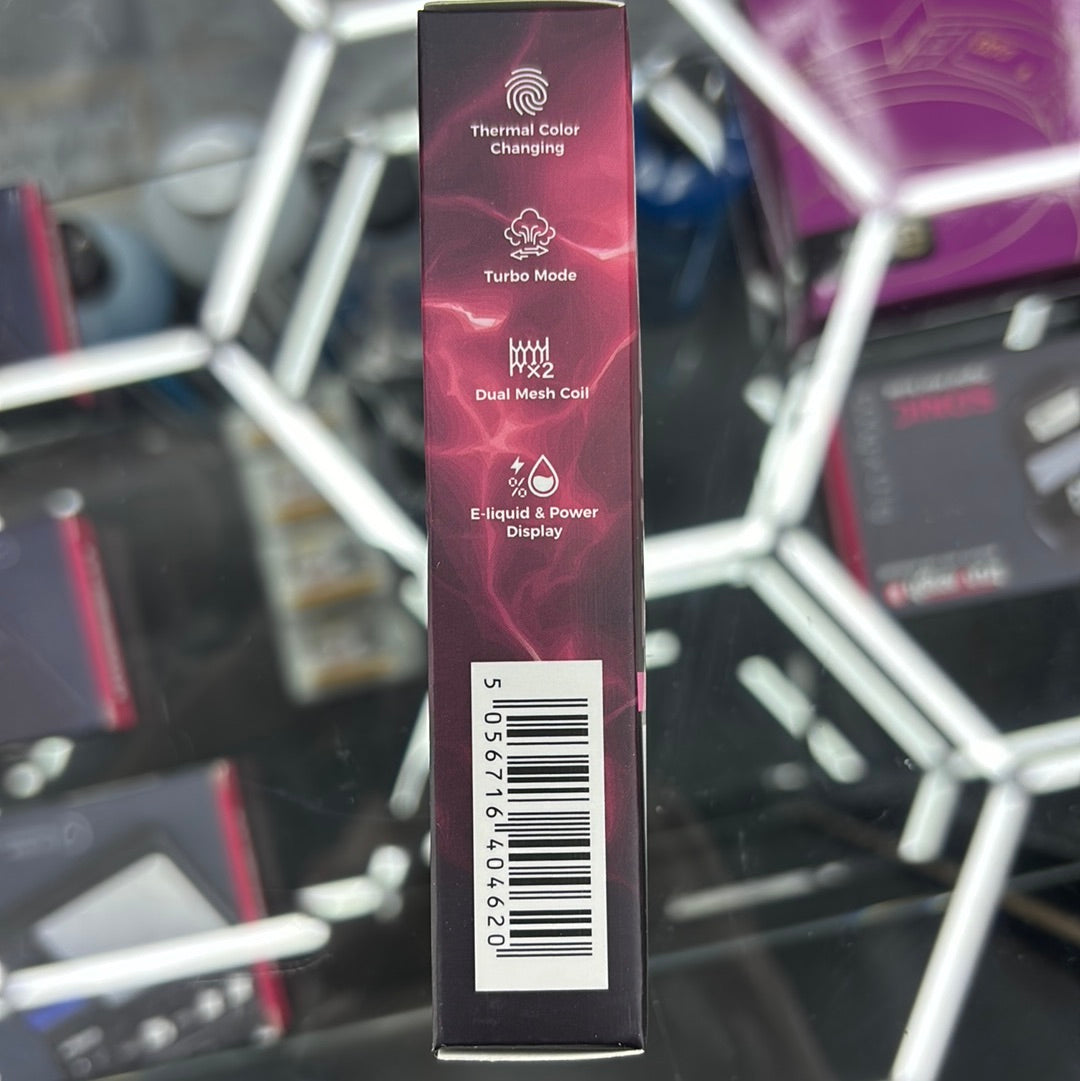 Thermal Color
Changing
Turbo Mode
x2
Dual Mesh Coil
E-liquid & Power
Display
5 056716 404620